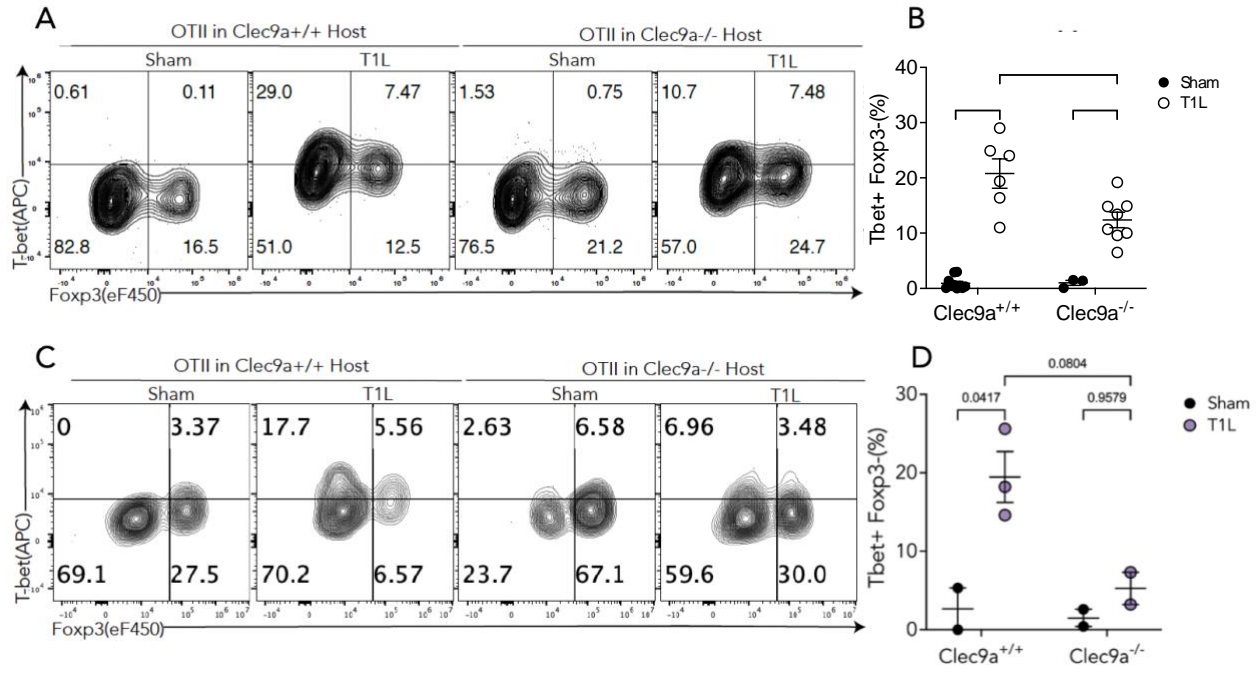 A
OTII in Clec9a+/+ Host
OTII in Clec9a-/- Host
Sham
T1L
Sham
T1L
0.61
0.11
82.8
16.5
29.0
7.47
51.0
12.5
1.53
0.75
76.5
21.2
10.7
7.48
57.0
24.7
T-bet(APC)
Foxp3(eF450)
B
Sham
T1L
Tbet+ Foxp3-(%)
40
30
20
10
0
Clec9a+/+
Clec9a-/-
C
OTII in Clec9a+/+ Host
OTII in Clec9a-/- Host
Sham
T1L
Sham
T1L
0
3.37
69.1
27.5
17.7
5.56
70.2
6.57
2.63
6.58
23.7
67.1
6.96
3.48
59.6
30.0
T-bet(APC)
Foxp3(eF450)
D
0.0804
0.0417
0.9579
Sham
T1L
Tbet+ Foxp3-(%)
30
20
10
0
Clec9a+/+
Clec9a-/-